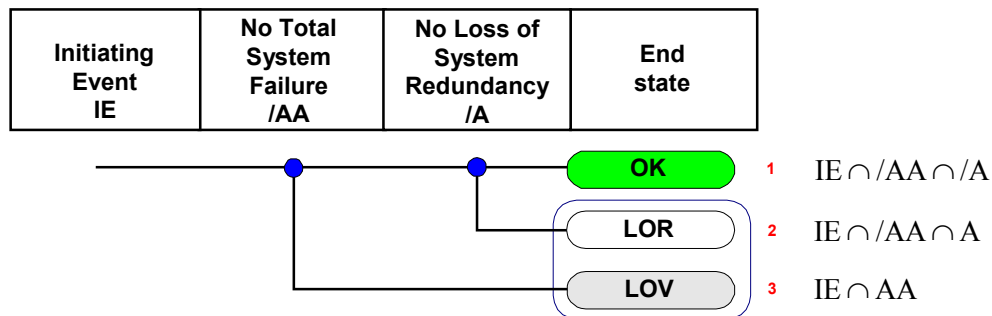 Initiating
Event
IE
No Total
System
Failure
/AA
No Loss of
System
Redundancy
/A
End
state
OK
1
IE ∩ /AA ∩ /A
LOR
2
IE ∩ /AA ∩ A
LOV
3
IE ∩ AA